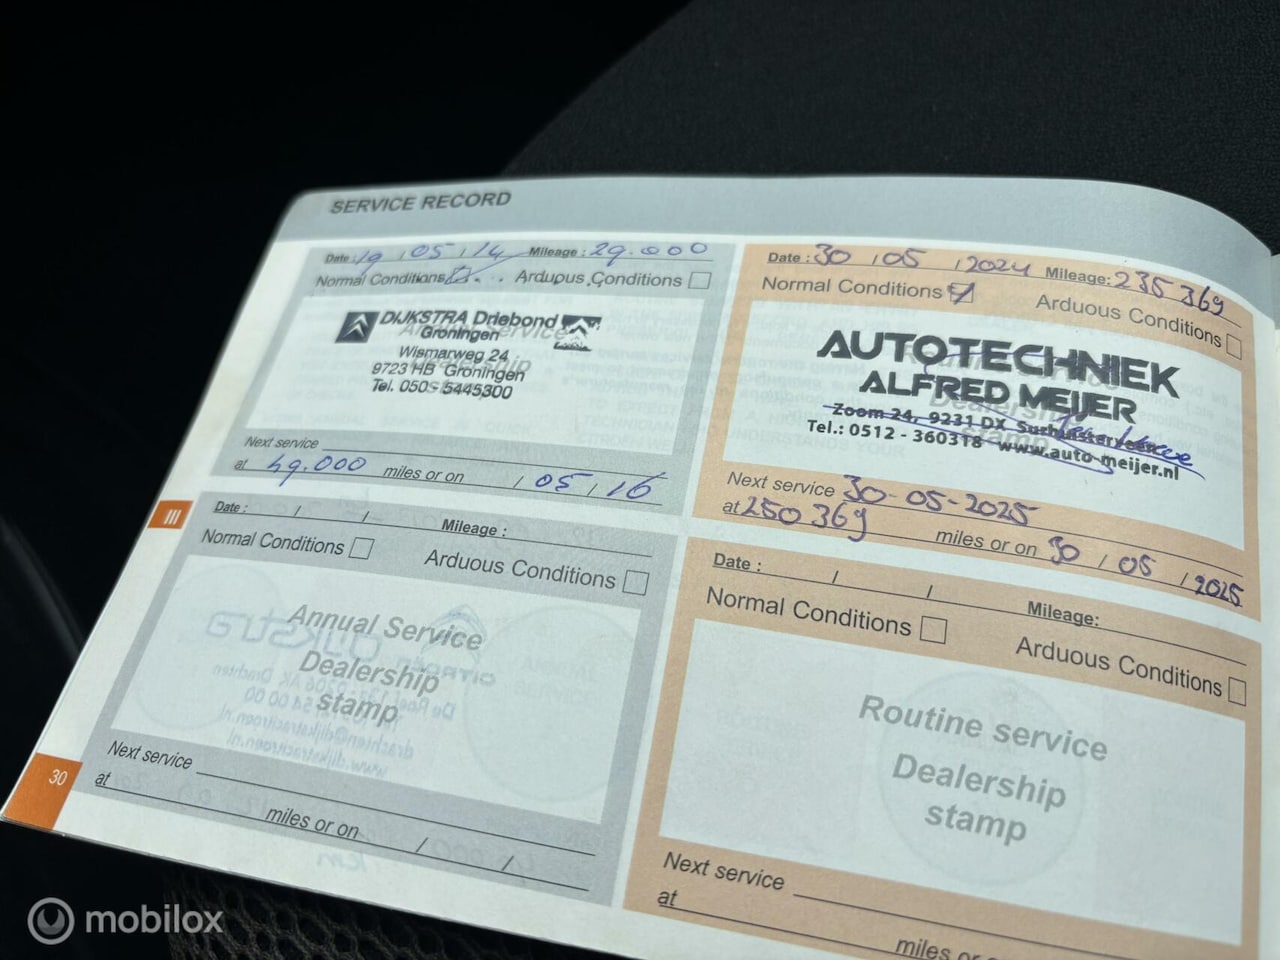 SERVICE RECORD
Date : 19 / 05 / 14 Mileage : 29.000
Normal Conditions Arduous Conditions
DIJKSTRA Driebond
Groningen
Wismarweg 24
9723 HB Groningen
Tel. 050 - 5445300
Next service
at 49.000 miles or on / 05 / 16
Date : 30 / 05 / 2024 Mileage: 235 369
Normal Conditions Arduous Conditions
AUTOTECHNIEK
ALFRED MEIJER
Zoom 24, 9231 DX Surhuisterveen
Tel.: 0512 - 360318 www.auto-meijer.nl
Next service 30-05-2025
at 250 369 miles or on 30 / 05 / 2025
III
Date : / / Mileage :
Normal Conditions Arduous Conditions
Annual Service
Dealership
stamp
Next service
at
miles or on / /
Date : / / Mileage:
Normal Conditions Arduous Conditions
Routine service
Dealership
stamp
Next service
at
miles or on
30
mobilox